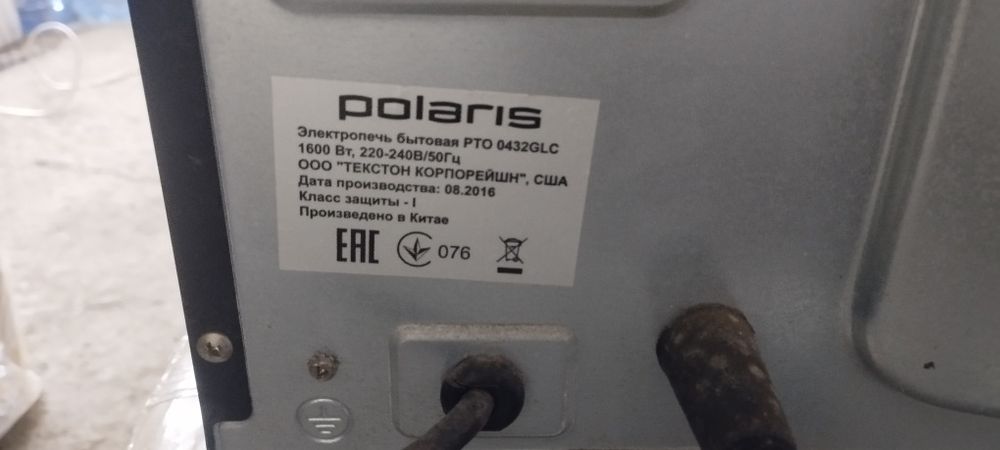 polaris
Электропечь бытовая PTO 0432GLC
1600 Вт, 220-240В/50Гц
ООО "ТЕКСТОН КОРПОРЕЙШН", США
Дата производства: 08.2016
Класс защиты - I
Произведено в Китае
EAC 076